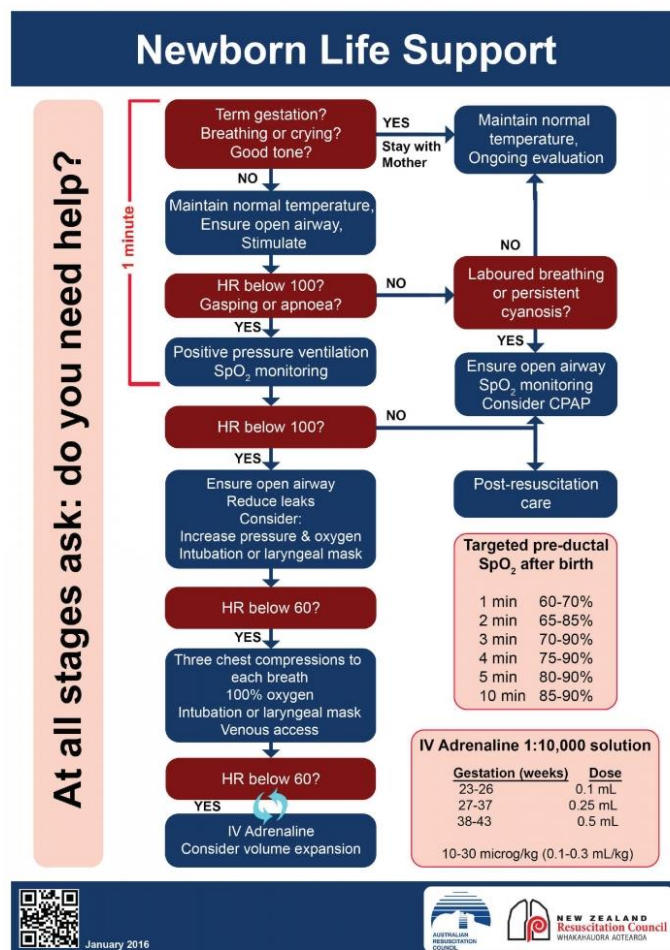 Newborn Life Support
At all stages ask: do you need help?
1 minute
Term gestation?
Breathing or crying?
Good tone?
YES
Stay with
Mother
Maintain normal
temperature,
Ongoing evaluation
NO
Maintain normal temperature,
Ensure open airway,
Stimulate
NO
HR below 100?
Gasping or apnoea?
NO
Laboured breathing
or persistent
cyanosis?
YES
YES
Positive pressure ventilation
SpO₂ monitoring
Ensure open airway
SpO₂ monitoring
Consider CPAP
HR below 100?
NO
YES
Post-resuscitation
care
Ensure open airway
Reduce leaks
Consider:
Increase pressure & oxygen
Intubation or laryngeal mask
HR below 60?
YES
Three chest compressions to
each breath
100% oxygen
Intubation or laryngeal mask
Venous access
HR below 60?
YES
IV Adrenaline
Consider volume expansion
Targeted pre-ductal
SpO₂ after birth
1 min 60-70%
2 min 65-85%
3 min 70-90%
4 min 75-90%
5 min 80-90%
10 min 85-90%
IV Adrenaline 1:10,000 solution
Gestation (weeks) Dose
23-26 0.1 mL
27-37 0.25 mL
38-43 0.5 mL
10-30 microg/kg (0.1-0.3 mL/kg)
January 2016
AUSTRALIAN
RESUSCITATION
COUNCIL
NEW ZEALAND
Resuscitation Council
WHAKAHAUORA AOTEAROA